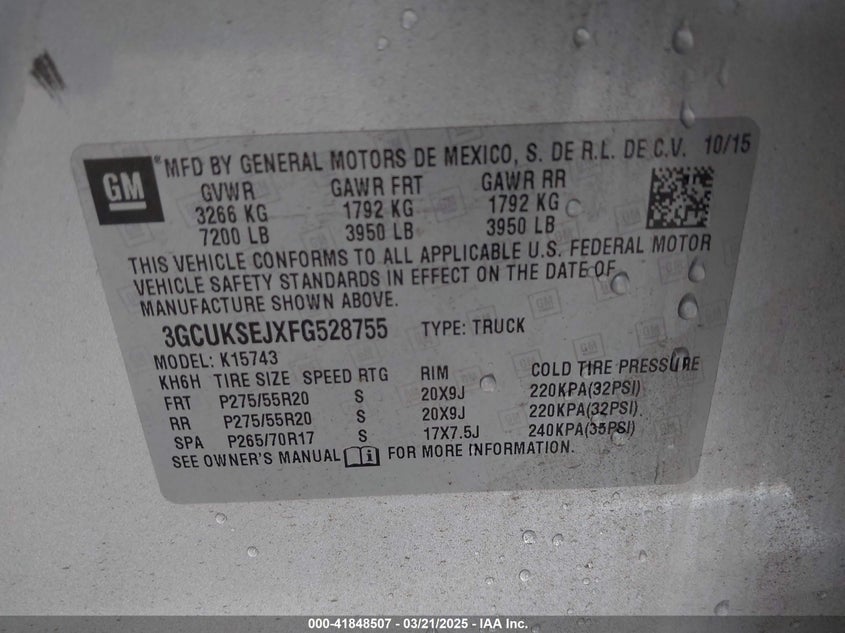 GM
® MFD BY GENERAL MOTORS DE MEXICO, S. DE R.L. DE C.V. 10/15
GVWR GAWR FRT GAWR RR
3266 KG 1792 KG 1792 KG
7200 LB 3950 LB 3950 LB
THIS VEHICLE CONFORMS TO ALL APPLICABLE U.S. FEDERAL MOTOR
VEHICLE SAFETY STANDARDS IN EFFECT ON THE DATE OF
MANUFACTURE SHOWN ABOVE.
3GCUKSEJXFG528755 TYPE: TRUCK
MODEL: K15743
KH6H TIRE SIZE SPEED RTG RIM COLD TIRE PRESSURE
FRT P275/55R20 S 20X9J 220KPA(32PSI)
RR P275/55R20 S 20X9J 220KPA(32PSI)
SPA P265/70R17 S 17X7.5J 240KPA(35PSI)
SEE OWNER'S MANUAL i FOR MORE INFORMATION.
000-41848507 - 03/21/2025 - IAA Inc.